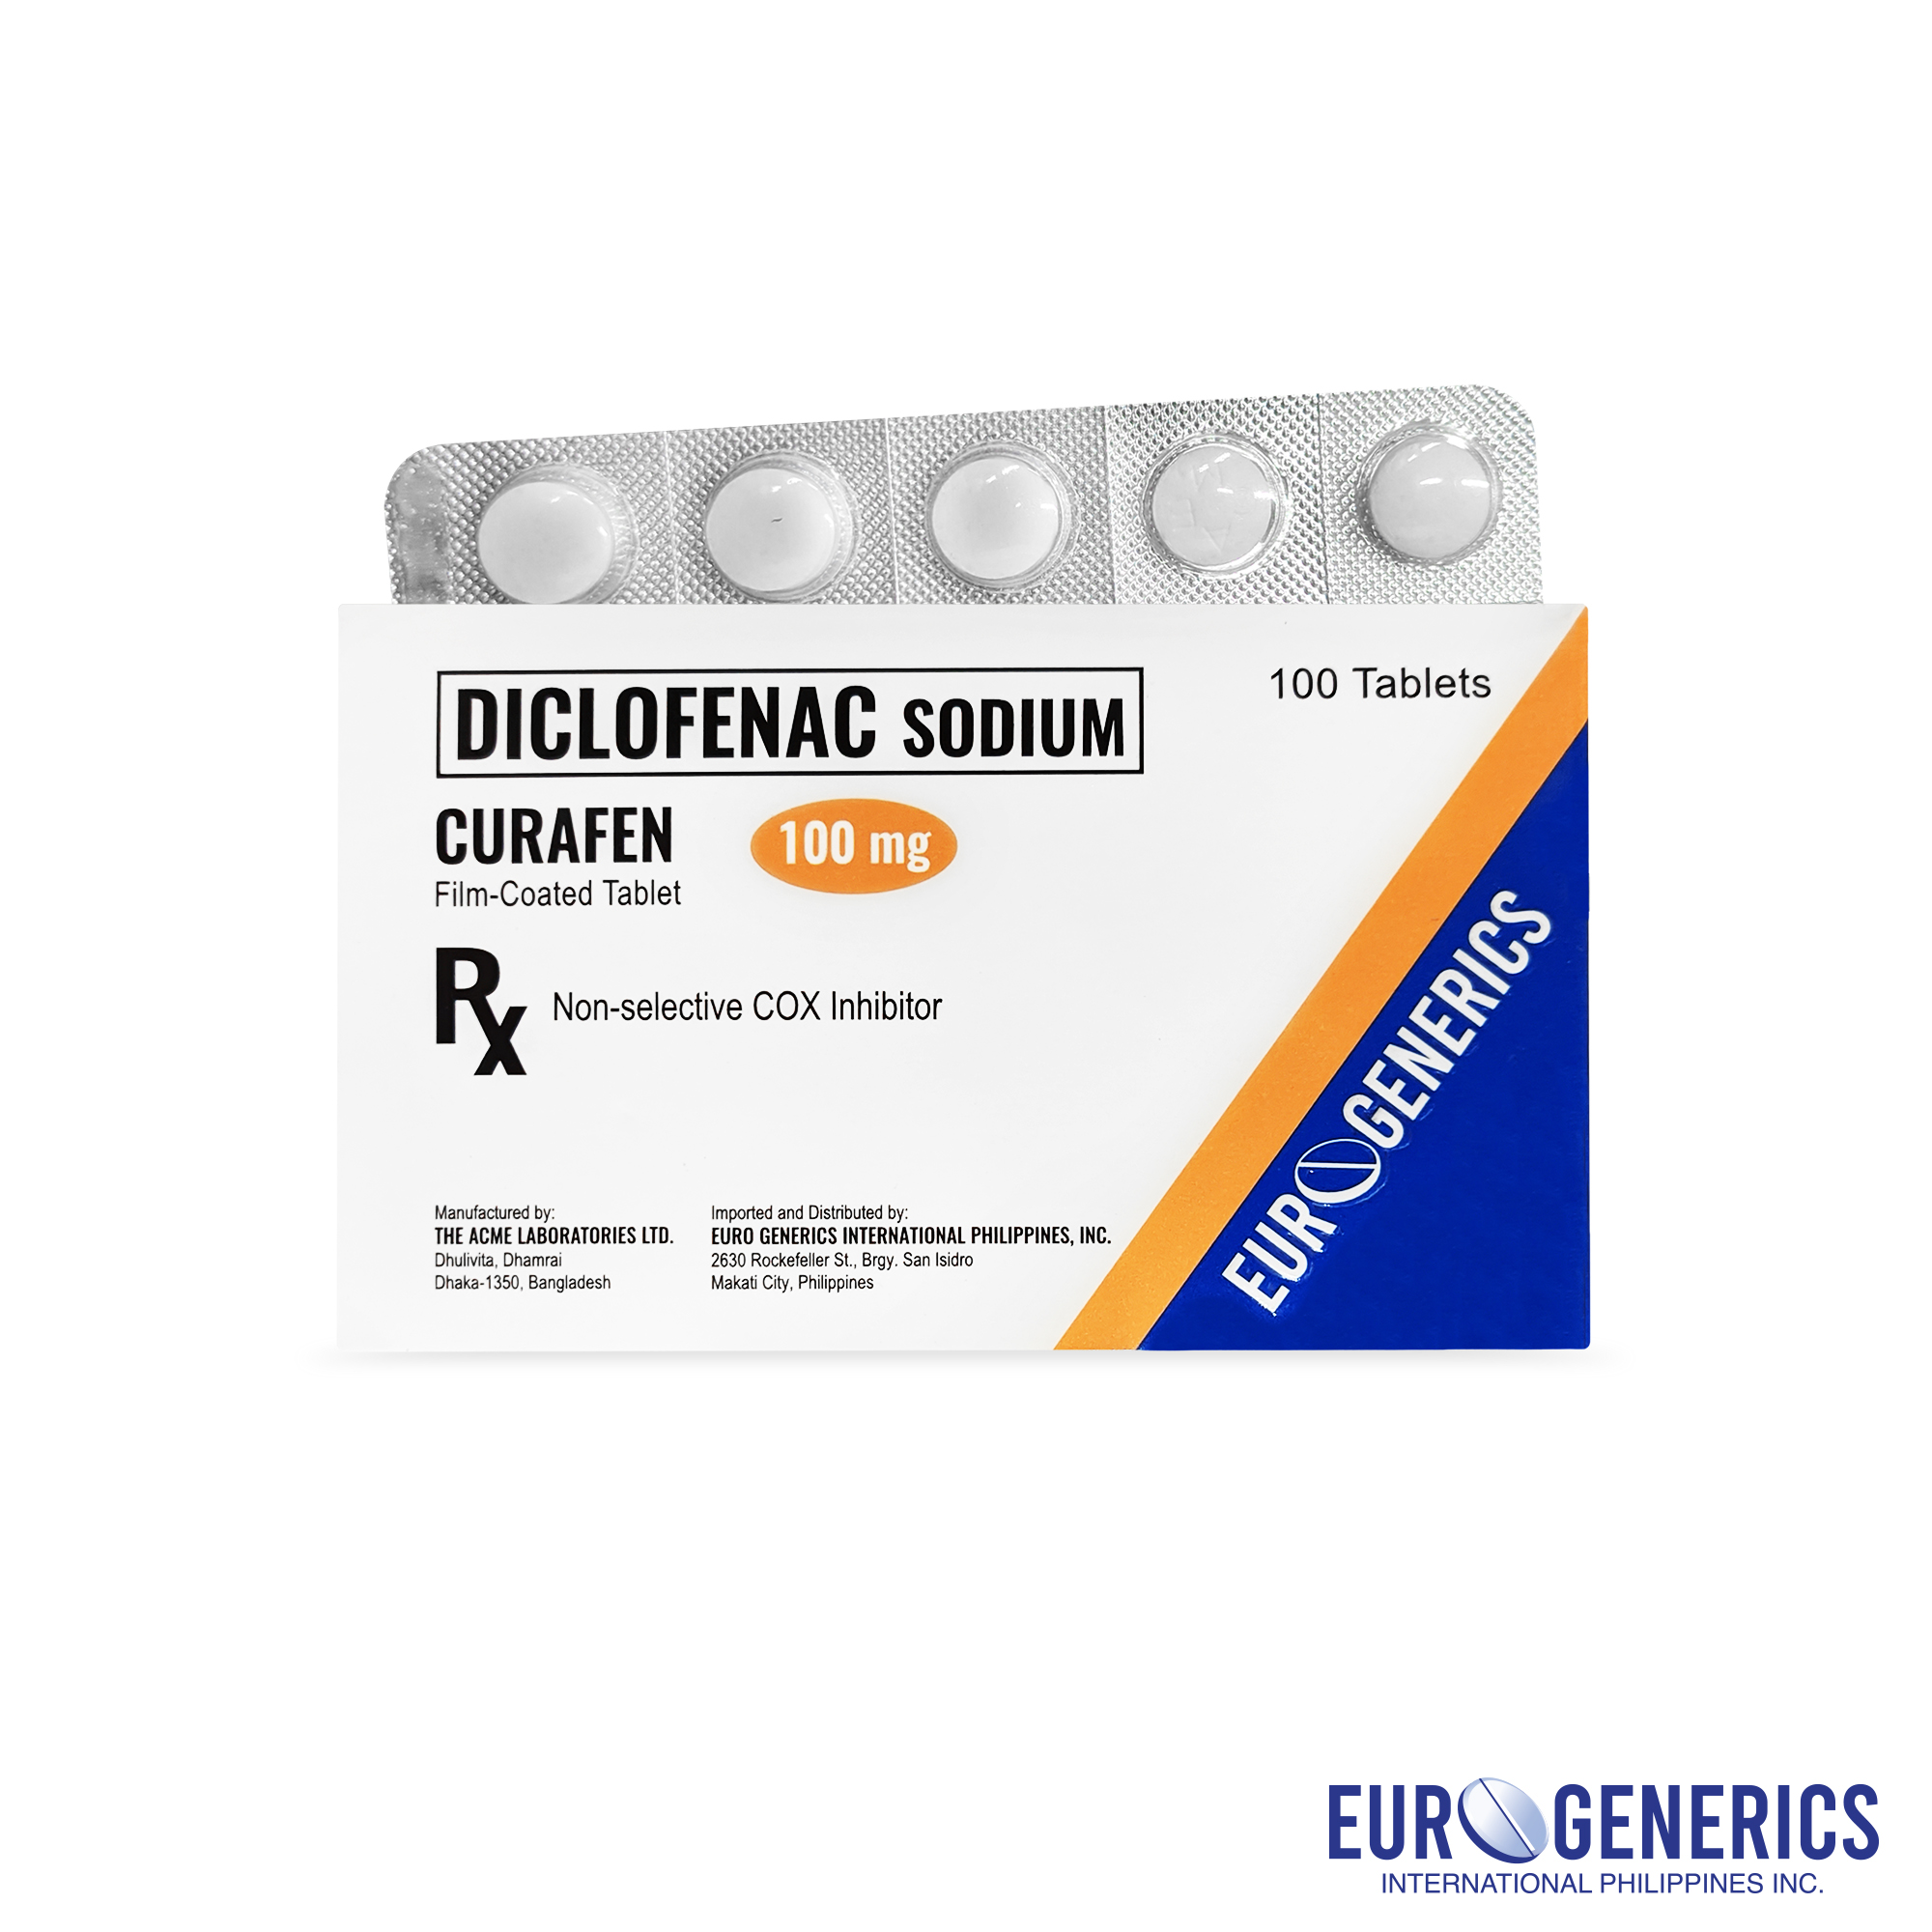 DICLOFENAC SODIUM
100 Tablets
CURAFEN
100 mg
Film-Coated Tablet
Rx
Non-selective COX Inhibitor
EUROGENERICS
Manufactured by:
THE ACME LABORATORIES LTD.
Dhulivita, Dhamrai
Dhaka-1350, Bangladesh
Imported and Distributed by:
EURO GENERICS INTERNATIONAL PHILIPPINES, INC.
2630 Rockefeller St., Brgy. San Isidro
Makati City, Philippines
EUROGENERICS
INTERNATIONAL PHILIPPINES INC.